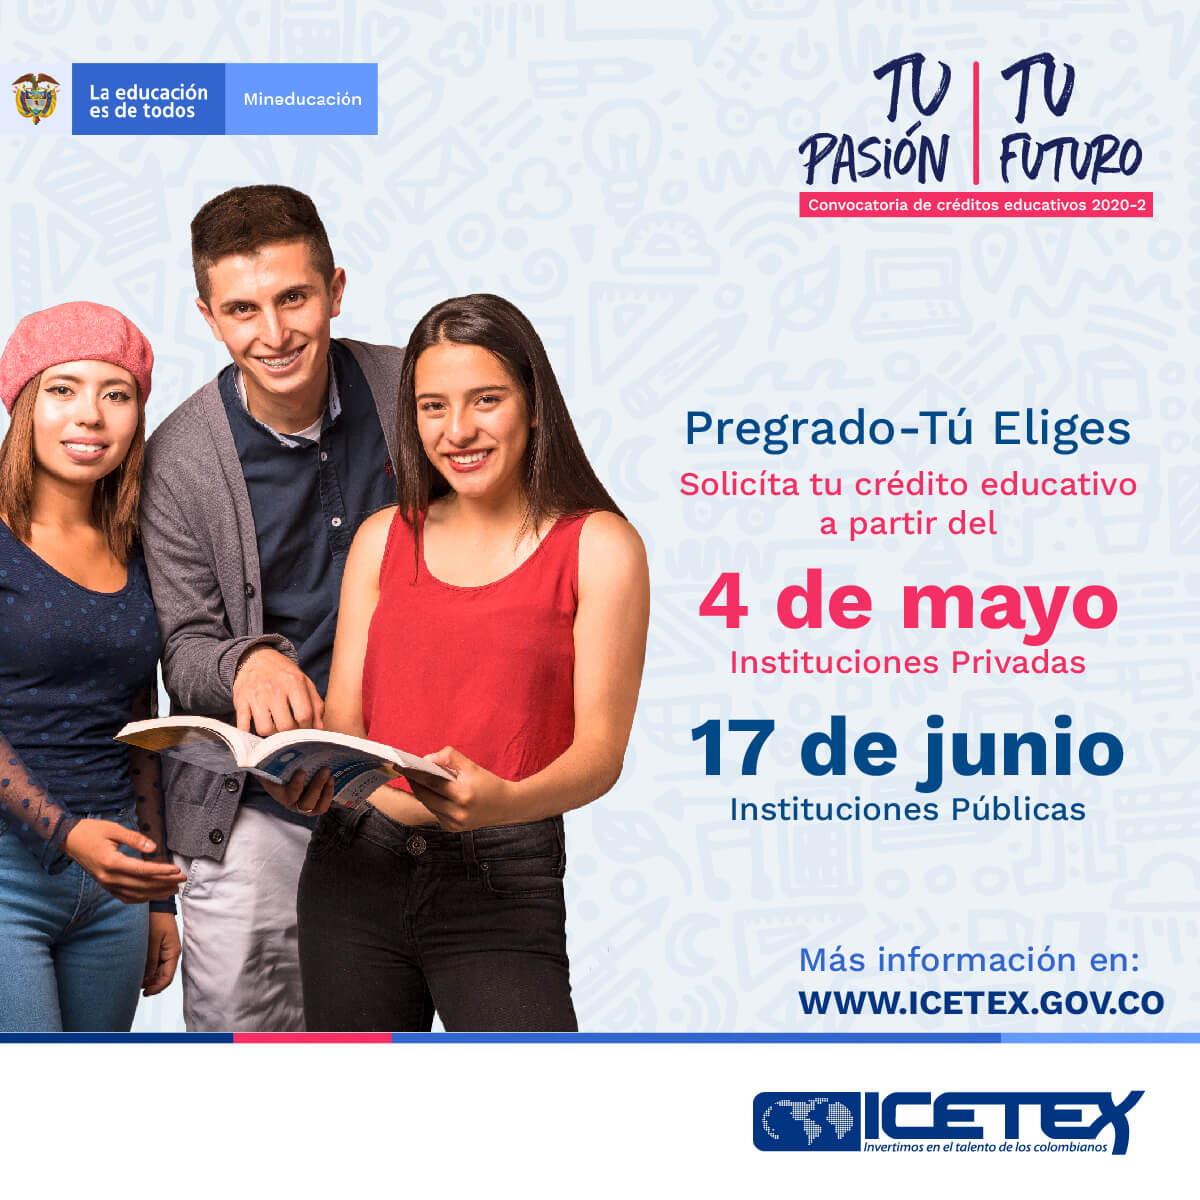 La educación
es de todos
Mineducación
TU PASIÓN
TU FUTURO
Convocatoria de créditos educativos 2020-2
Pregrado-Tú Eliges
Solicíta tu crédito educativo
a partir del
4 de mayo
Instituciones Privadas
17 de junio
Instituciones Públicas
Más información en:
WWW.ICETEX.GOV.CO
ICETEX
Invertimos en el talento de los colombianos